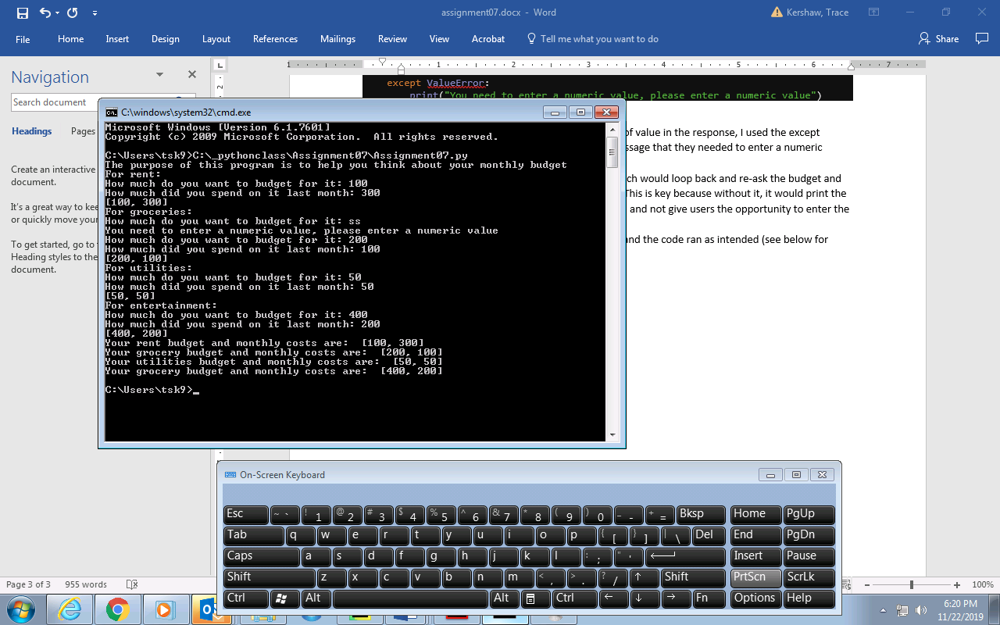 assignment07.docx - Word
Kershaw, Trace
File Home Insert Design Layout References Mailings Review View Acrobat Tell me what you want to do Share
L 1 1 2 3 4 5 6 7
2
Navigation
Search document
Headings Pages
Create an interactive
document.
It's a great way to kee
or quickly move your
To get started, go to
Heading styles to the
document.
except ValueError:
print("You need to enter a numeric value, please enter a numeric value")
of value in the response, I used the except
ssage that they needed to enter a numeric
ch would loop back and re-ask the budget and
This is key because without it, it would print the
and not give users the opportunity to enter the
and the code ran as intended (see below for
C:\windows\system32\cmd.exe
Microsoft Windows [Version 6.1.7601]
Copyright (c) 2009 Microsoft Corporation.  All rights reserved.
C:\Users\tsk9>C:\_pythonclass\Assignment07\Assignment07.py
The purpose of this program is to help you think about your monthly budget
For rent:
How much do you want to budget for it: 100
How much did you spend on it last month: 300
[100, 300]
For groceries:
How much do you want to budget for it: ss
You need to enter a numeric value, please enter a numeric value
How much do you want to budget for it: 200
How much did you spend on it last month: 100
[200, 100]
For utilities:
How much do you want to budget for it: 50
How much did you spend on it last month: 50
[50, 50]
For entertainment:
How much do you want to budget for it: 400
How much did you spend on it last month: 200
[400, 200]
Your rent budget and monthly costs are:  [100, 300]
Your grocery budget and monthly costs are:  [200, 100]
Your utilities budget and monthly costs are:  [50, 50]
Your grocery budget and monthly costs are:  [400, 200]
C:\Users\tsk9>_
On-Screen Keyboard
Esc ~ ` ! 1 @ 2 # 3 $ 4 % 5 ^ 6 & 7 * 8 ( 9 ) 0 _ - + = Bksp Home PgUp
Tab q w e r t y u i o p { [ } ] | \ Del End PgDn
Caps a s d f g h j k l : ; " ' Insert Pause
Shift z x c v b n m < , > . ? / ↑ Shift PrtScn ScrLk
Ctrl Alt Alt Ctrl ← ↓ → Fn Options Help
Page 3 of 3 955 words 100%
6:20 PM
11/22/2019